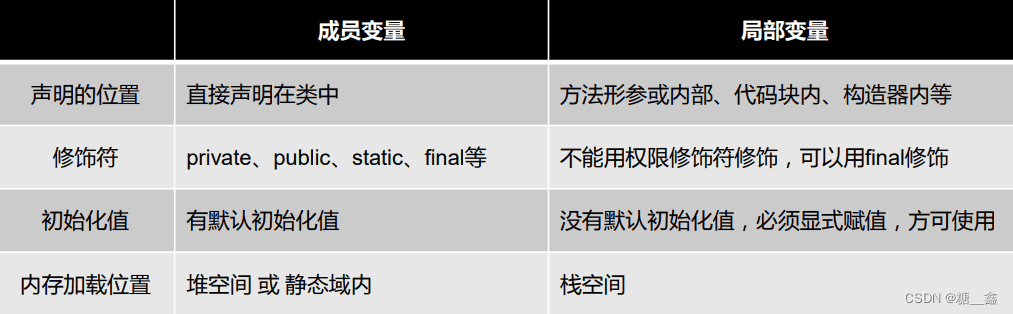 成员变量 局部变量
声明的位置 直接声明在类中 方法形参或内部、代码块内、构造器内等
修饰符 private、public、static、final等 不能用权限修饰符修饰，可以用final修饰
初始化值 有默认初始化值 没有默认初始化值，必须显式赋值，方可使用
内存加载位置 堆空间 或 静态域内 栈空间
CSDN @糖__鑫